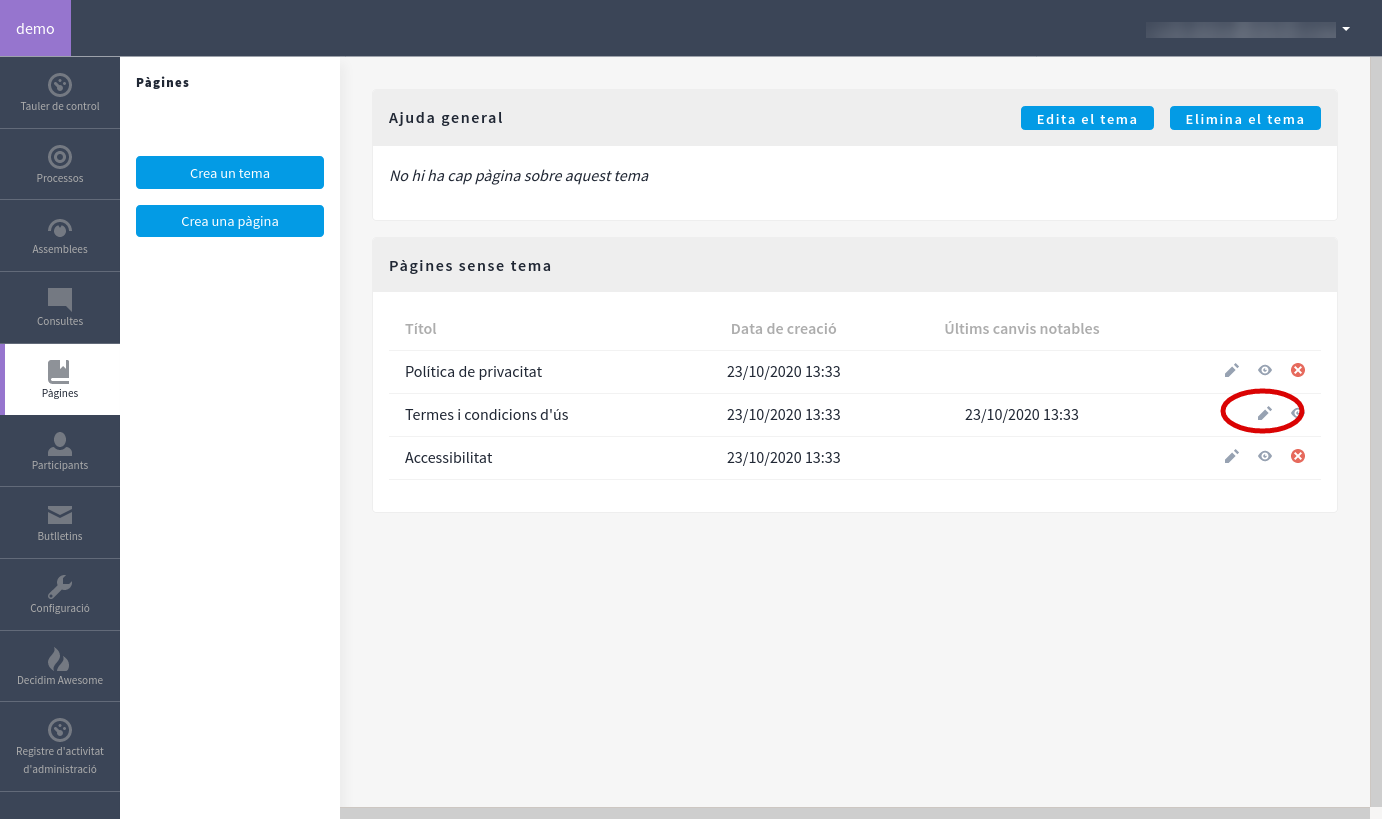 demo
Tauler de control
Processos
Assemblees
Consultes
Pàgines
Participants
Butlletins
Configuració
Decidim Awesome
Registre d'activitat
d'administració
Pàgines
Crea un tema
Crea una pàgina
Ajuda general
Edita el tema
Elimina el tema
No hi ha cap pàgina sobre aquest tema
Pàgines sense tema
Títol Data de creació Últims canvis notables
Política de privacitat 23/10/2020 13:33
Termes i condicions d'ús 23/10/2020 13:33 23/10/2020 13:33
Accessibilitat 23/10/2020 13:33